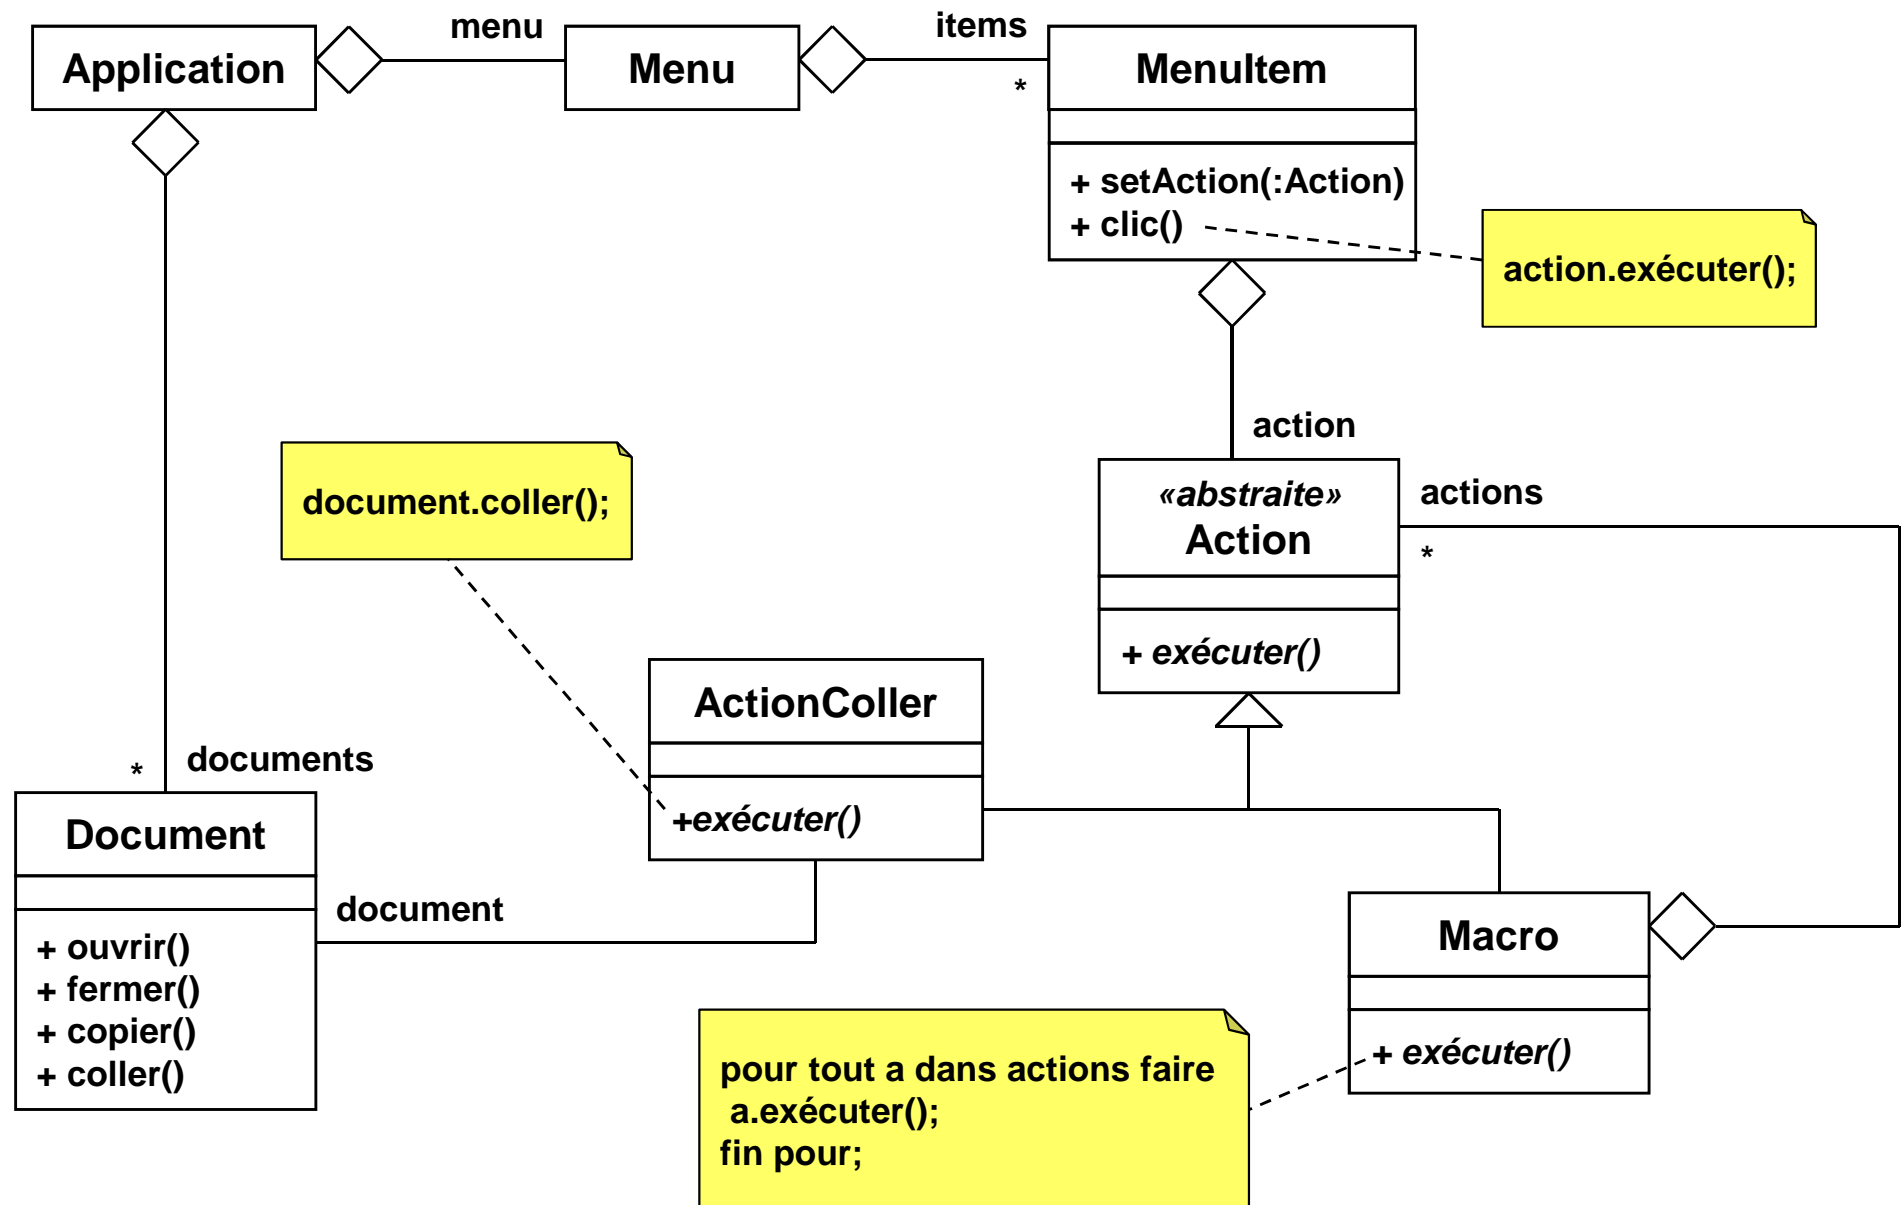 Application
menu
Menu
items
*
MenuItem
+ setAction(:Action)
+ clic()
action.exécuter();
action
«abstraite»
Action
+ exécuter()
actions
*
document.coller();
ActionColler
+exécuter()
*
documents
Document
+ ouvrir()
+ fermer()
+ copier()
+ coller()
document
Macro
+ exécuter()
pour tout a dans actions faire
a.exécuter();
fin pour;